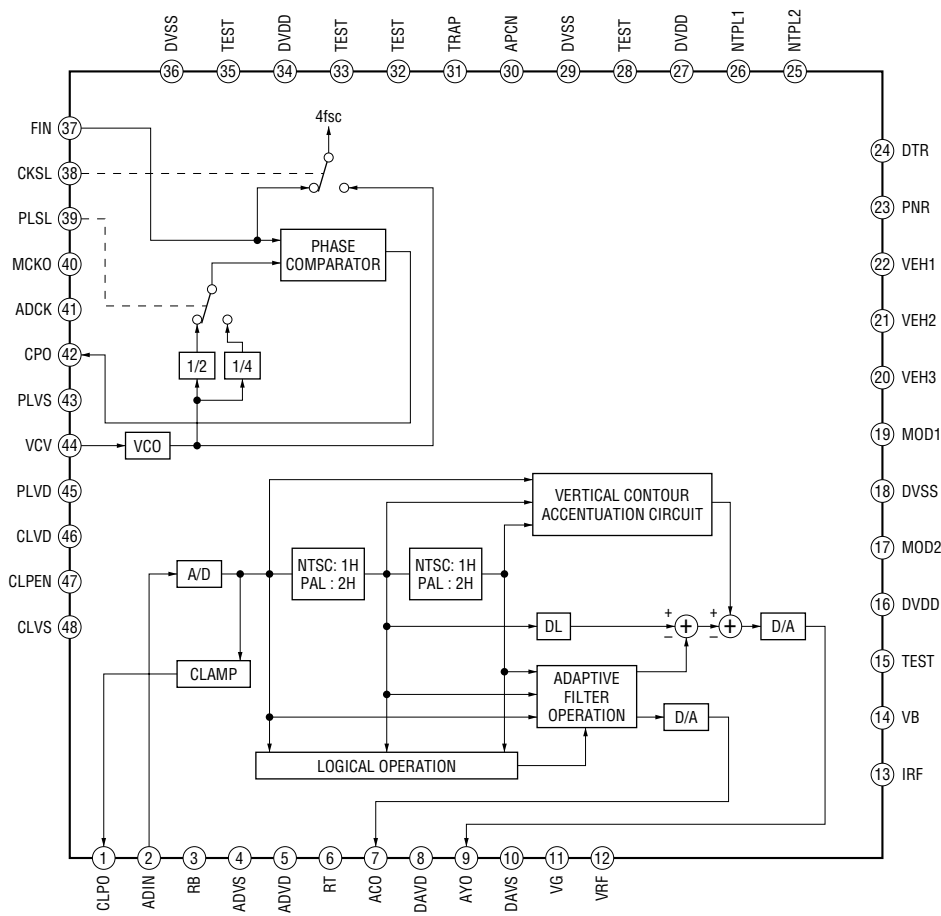 DVSS
TEST
DVDD
TEST
TEST
TRAP
APCN
DVSS
TEST
DVDD
NTPL1
NTPL2
36
35
34
33
32
31
30
29
28
27
26
25
FIN 37
CKSL 38
PLSL 39
MCKO 40
ADCK 41
CPO 42
PLVS 43
VCV 44
PLVD 45
CLVD 46
CLPEN 47
CLVS 48
4fsc
PHASE
COMPARATOR
1/2
1/4
VCO
24 DTR
23 PNR
22 VEH1
21 VEH2
20 VEH3
19 MOD1
18 DVSS
17 MOD2
16 DVDD
15 TEST
14 VB
13 IRF
VERTICAL CONTOUR
ACCENTUATION CIRCUIT
A/D
NTSC: 1H
PAL : 2H
NTSC: 1H
PAL : 2H
DL
+
−
+
+
−
+
D/A
CLAMP
ADAPTIVE
FILTER
OPERATION
D/A
LOGICAL OPERATION
1
2
3
4
5
6
7
8
9
10
11
12
CLPO
ADIN
RB
ADVS
ADVD
RT
ACO
DAVD
AYO
DAVS
VG
VRF